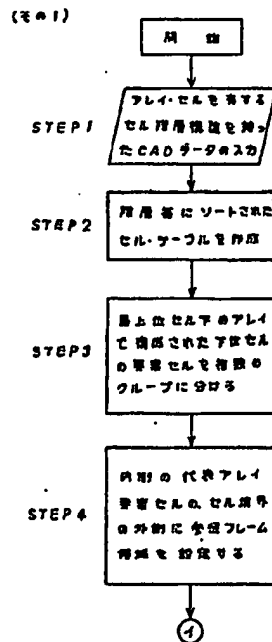 (その1)
開始
STEP1
アレイ・セルを有する
セル階層構造を持っ
たCADデータの入力
STEP2
階層毎にソートされた
セル・テーブルを作成
STEP3
最上位セル下のアレイ
で構成された下位セル
の要素セルを複数の
グループに分ける
STEP4
の代表アレイ
要素セルの、セル境界
の外側に参照フレーム
領域を設定する
イ